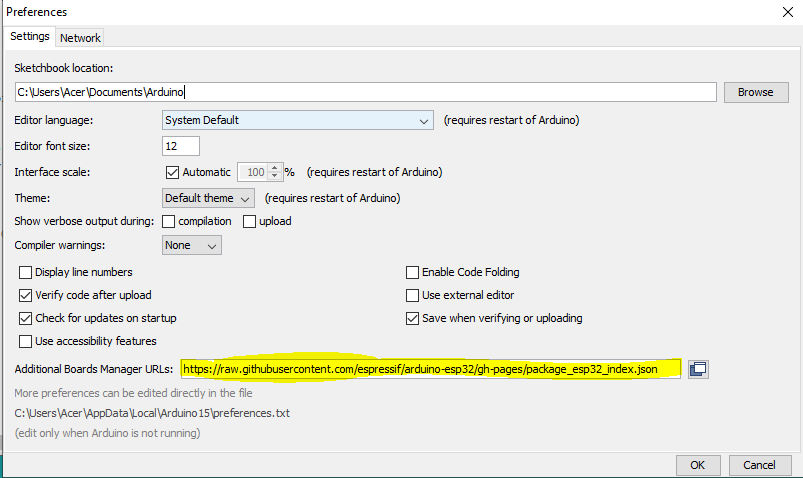 Preferences
Settings Network
Sketchbook location:
C:\Users\Acer\Documents\Arduino Browse
Editor language: System Default (requires restart of Arduino)
Editor font size: 12
Interface scale: Automatic 100 % (requires restart of Arduino)
Theme: Default theme (requires restart of Arduino)
Show verbose output during: compilation upload
Compiler warnings: None
Display line numbers Enable Code Folding
Verify code after upload Use external editor
Check for updates on startup Save when verifying or uploading
Use accessibility features
Additional Boards Manager URLs: https://raw.githubusercontent.com/espressif/arduino-esp32/gh-pages/package_esp32_index.json
More preferences can be edited directly in the file
C:\Users\Acer\AppData\Local\Arduino15\preferences.txt
(edit only when Arduino is not running)
OK Cancel